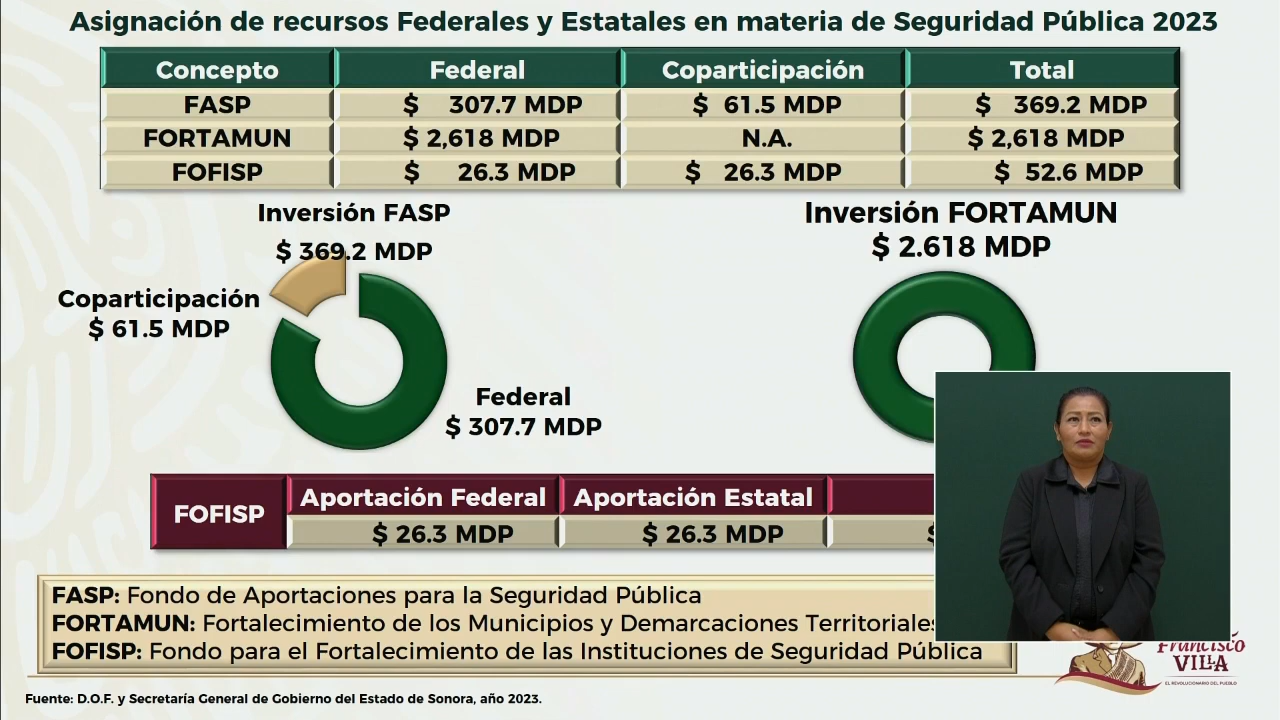 Asignación de recursos Federales y Estatales en materia de Seguridad Pública 2023
Concepto Federal Coparticipación Total
FASP $ 307.7 MDP $ 61.5 MDP $ 369.2 MDP
FORTAMUN $ 2,618 MDP N.A. $ 2,618 MDP
FOFISP $ 26.3 MDP $ 26.3 MDP $ 52.6 MDP
Inversión FASP
$ 369.2 MDP
Coparticipación
$ 61.5 MDP
Federal
$ 307.7 MDP
Inversión FORTAMUN
$ 2.618 MDP
FOFISP
Aportación Federal Aportación Estatal
$ 26.3 MDP $ 26.3 MDP $
FASP: Fondo de Aportaciones para la Seguridad Pública
FORTAMUN: Fortalecimiento de los Municipios y Demarcaciones Territoriales
FOFISP: Fondo para el Fortalecimiento de las Instituciones de Seguridad Pública
Francisco
VILLA
EL REVOLUCIONARIO DEL PUEBLO
Fuente: D.O.F. y Secretaría General de Gobierno del Estado de Sonora, año 2023.